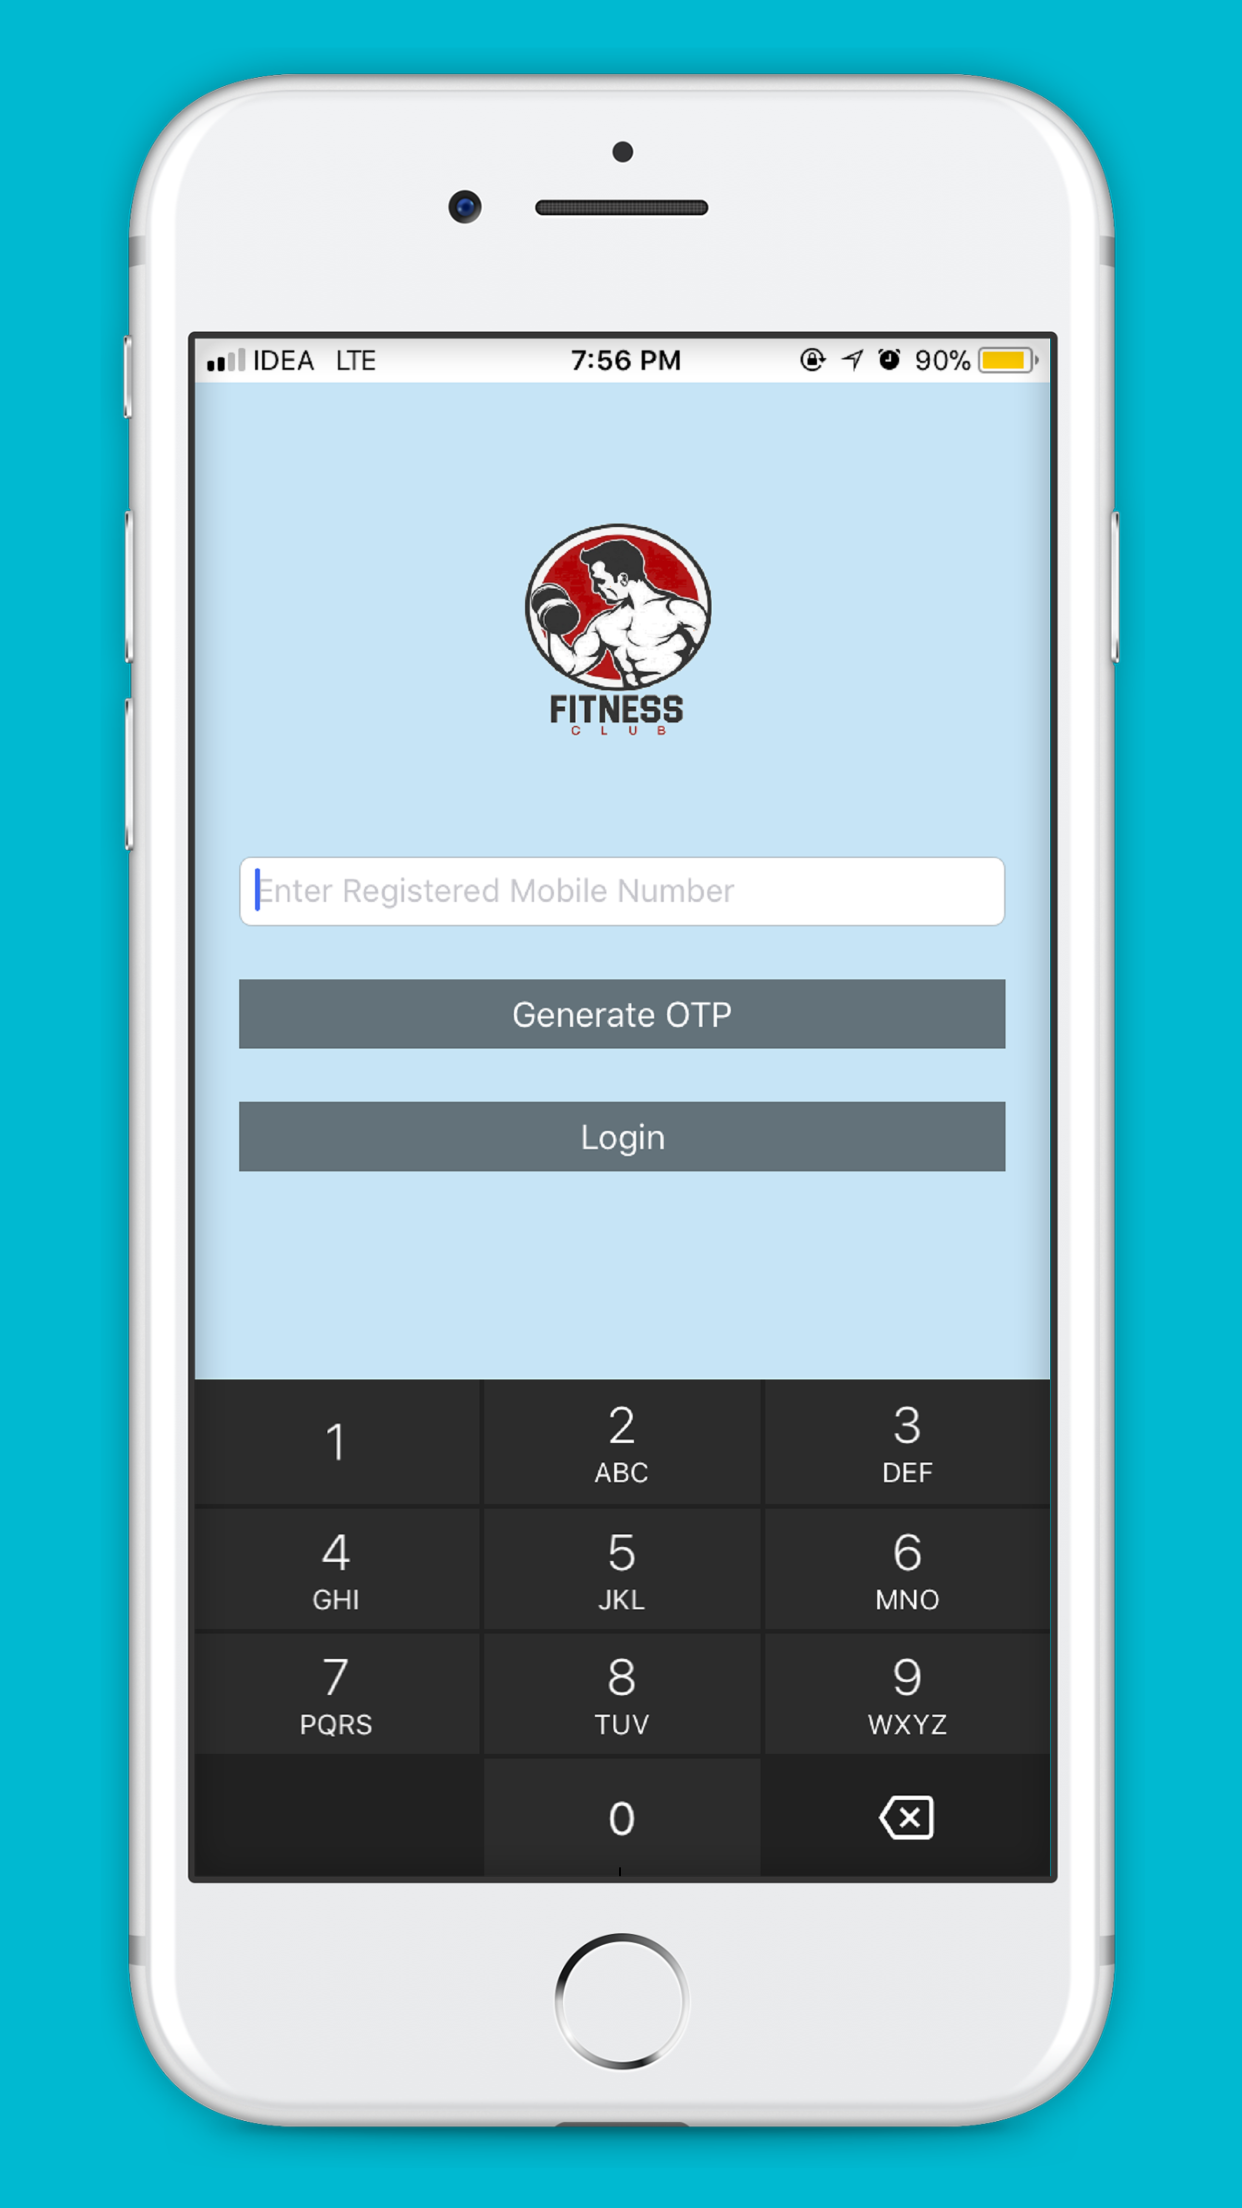 IDEA LTE 7:56 PM 90%
FITNESS
CLUB
Enter Registered Mobile Number
Generate OTP
Login
1 2 3
ABC DEF
4 5 6
GHI JKL MNO
7 8 9
PQRS TUV WXYZ
0